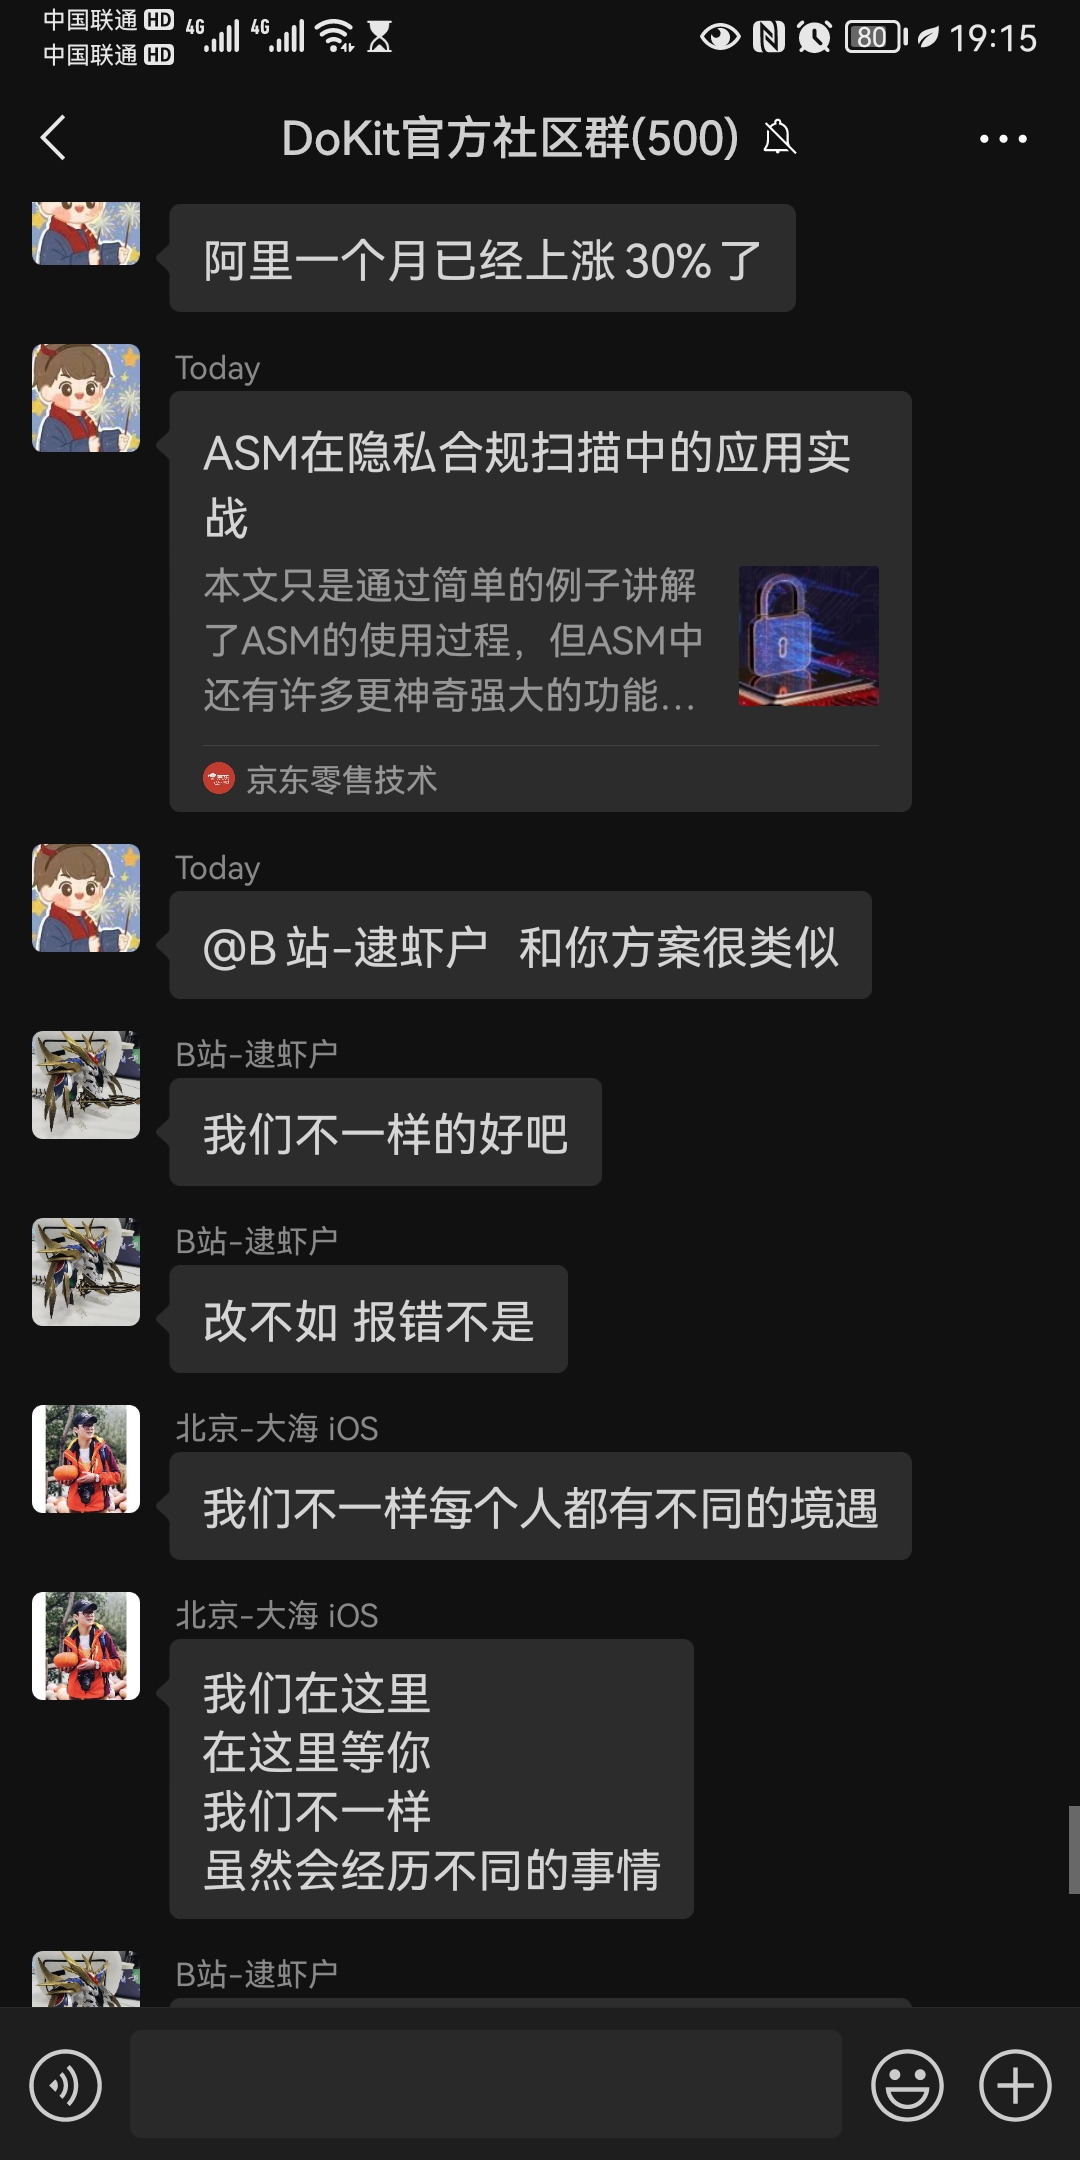 中国联通 HD
中国联通 HD
4G 4G 80 19:15
DoKit官方社区群(500)
阿里一个月已经上涨30%了
Today
ASM在隐私合规扫描中的应用实
战
本文只是通过简单的例子讲解
了ASM的使用过程，但ASM中
还有许多更神奇强大的功能...
京东零售技术
Today
@B站-逮虾户 和你方案很类似
B站-逮虾户
我们不一样的好吧
B站-逮虾户
改不如 报错不是
北京-大海 iOS
我们不一样每个人都有不同的境遇
北京-大海 iOS
我们在这里
在这里等你
我们不一样
虽然会经历不同的事情
B站-逮虾户